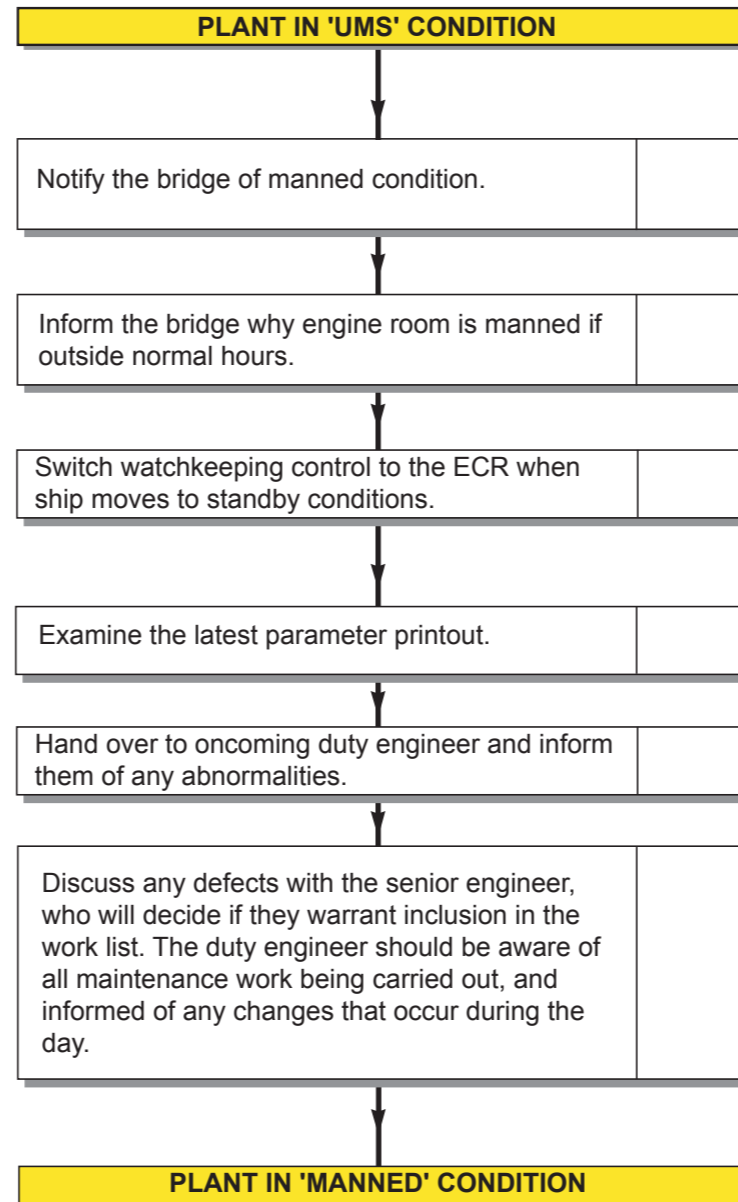 PLANT IN 'UMS' CONDITION
Notify the bridge of manned condition.
Inform the bridge why engine room is manned if
outside normal hours.
Switch watchkeeping control to the ECR when
ship moves to standby conditions.
Examine the latest parameter printout.
Hand over to oncoming duty engineer and inform
them of any abnormalities.
Discuss any defects with the senior engineer,
who will decide if they warrant inclusion in the
work list. The duty engineer should be aware of
all maintenance work being carried out, and
informed of any changes that occur during the
day.
PLANT IN 'MANNED' CONDITION